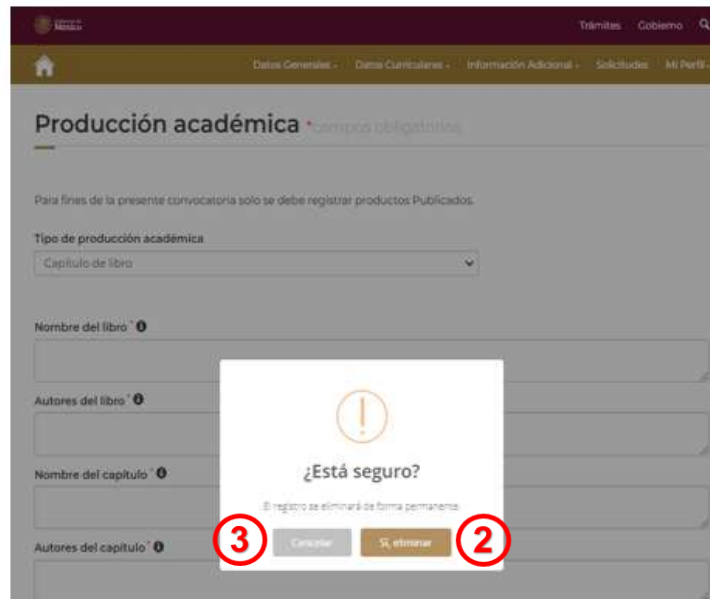 Gobierno de
México
Trámites Gobierno
Datos Generales Datos Curriculares Información Adicional Solicitudes Mi Perfil
Producción académica *campos obligatorios
Para fines de la presente convocatoria solo se debe registrar productos Publicados.
Tipo de producción académica
Capítulo de libro
Nombre del libro *
Autores del libro *
¿Está seguro?
Nombre del capítulo *
El registro se eliminará de forma permanente.
3 Cancelar Sí, eliminar 2
Autores del capítulo *